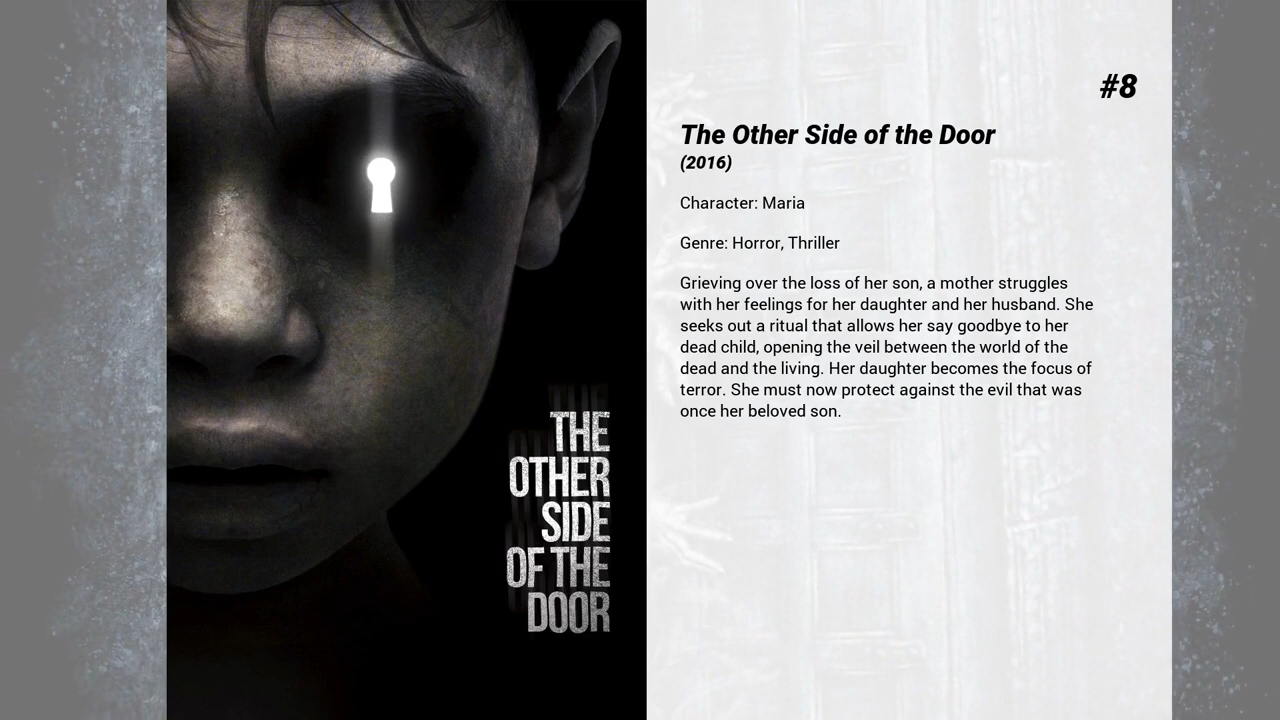 THE
OTHER
SIDE
OF THE
DOOR
#8
The Other Side of the Door
(2016)
Character: Maria
Genre: Horror, Thriller
Grieving over the loss of her son, a mother struggles
with her feelings for her daughter and her husband. She
seeks out a ritual that allows her say goodbye to her
dead child, opening the veil between the world of the
dead and the living. Her daughter becomes the focus of
terror. She must now protect against the evil that was
once her beloved son.